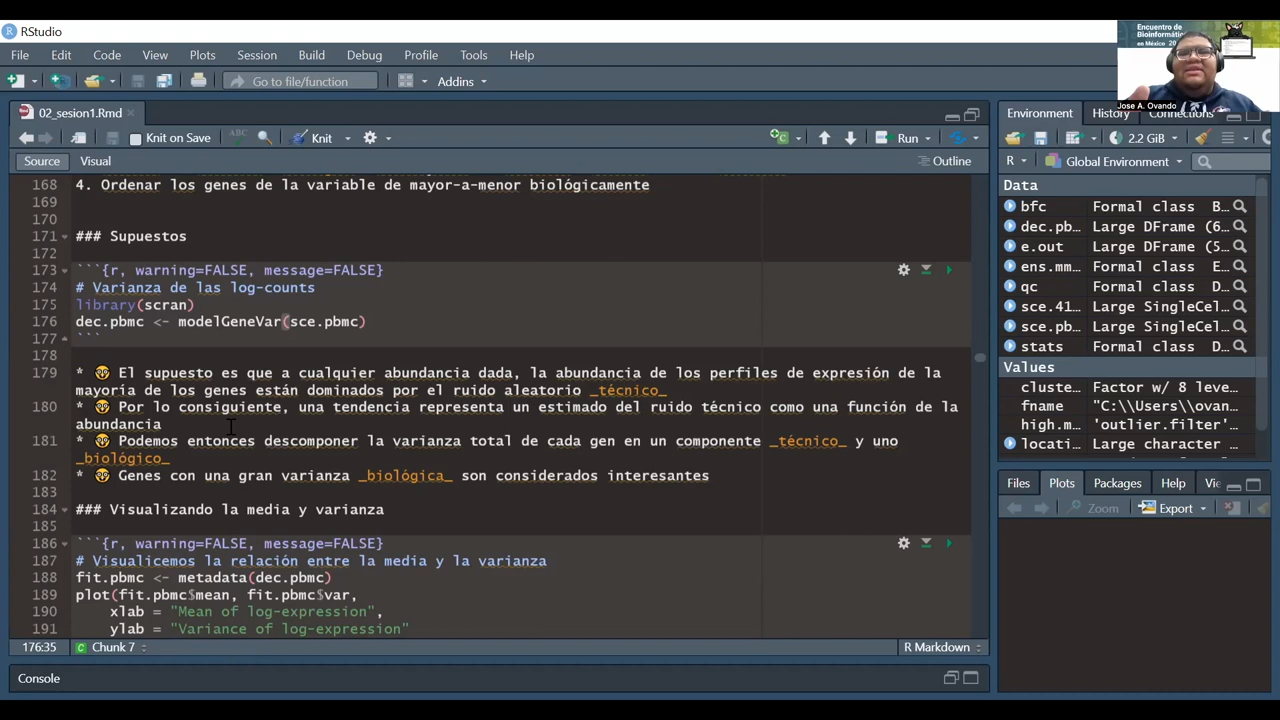 RStudio
File Edit Code View Plots Session Build Debug Profile Tools Help
Go to file/function Addins
Encuentro de
Bioinformática
en México 20
Jose A. Ovando
02_sesion1.Rmd
Knit on Save ABC Knit Run
Source Visual Outline
168 4. Ordenar los genes de la variable de mayor-a-menor biológicamente
169
170
171 ### Supuestos
172
173 ```{r, warning=FALSE, message=FALSE}
174 # Varianza de las log-counts
175 library(scran)
176 dec.pbmc <- modelGeneVar(sce.pbmc)
177 ```
178
179 * 🤓 El supuesto es que a cualquier abundancia dada, la abundancia de los perfiles de expresión de la
mayoría de los genes están dominados por el ruido aleatorio _técnico_
180 * 🤓 Por lo consiguiente, una tendencia representa un estimado del ruido técnico como una función de la
abundancia
181 * 🤓 Podemos entonces descomponer la varianza total de cada gen en un componente _técnico_ y uno
_biológico_
182 * 🤓 Genes con una gran varianza _biológica_ son considerados interesantes
183
184 ### Visualizando la media y varianza
185
186 ```{r, warning=FALSE, message=FALSE}
187 # Visualicemos la relación entre la media y la varianza
188 fit.pbmc <- metadata(dec.pbmc)
189 plot(fit.pbmc$mean, fit.pbmc$var,
190 xlab = "Mean of log-expression",
191 ylab = "Variance of log-expression"
176:35 Chunk 7 R Markdown
Console
Environment History Connections
2.2 GiB
R Global Environment
Data
bfc Formal class B…
dec.pb… Large DFrame (6…
e.out Large DFrame (5…
ens.mm… Formal class E…
qc Formal class D…
sce.41… Large SingleCel…
sce.pb… Large SingleCel…
stats Formal class D…
Values
cluste… Factor w/ 8 leve…
fname "C:\\Users\\ovan…
high.m… 'outlier.filter'…
locati… Large character
Files Plots Packages Help Vi
Zoom Export